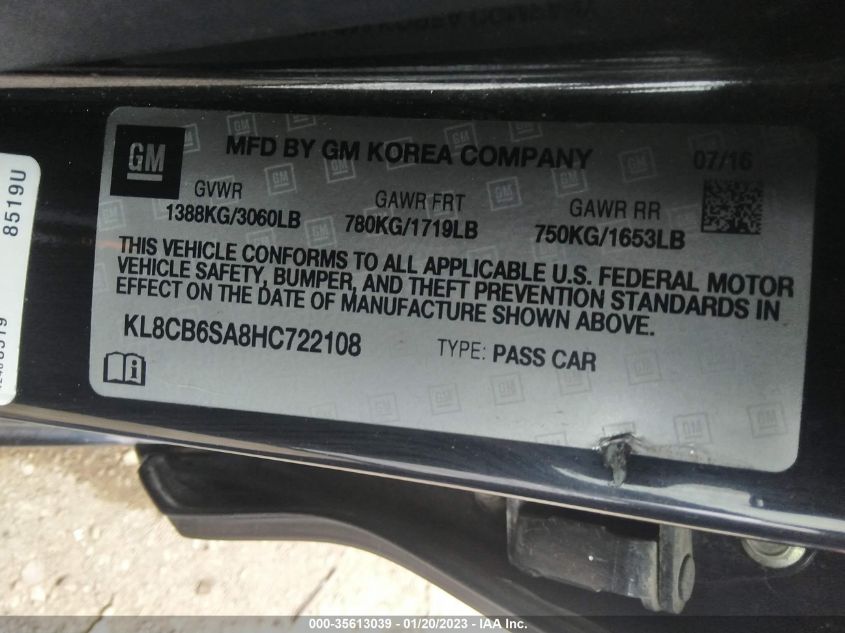 GM
MFD BY GM KOREA COMPANY 07/16
GVWR GAWR FRT GAWR RR
1388KG/3060LB 780KG/1719LB 750KG/1653LB
THIS VEHICLE CONFORMS TO ALL APPLICABLE U.S. FEDERAL MOTOR
VEHICLE SAFETY, BUMPER, AND THEFT PREVENTION STANDARDS IN
EFFECT ON THE DATE OF MANUFACTURE SHOWN ABOVE.
KL8CB6SA8HC722108 TYPE: PASS CAR
8519U
000-35613039 - 01/20/2023 - IAA Inc.